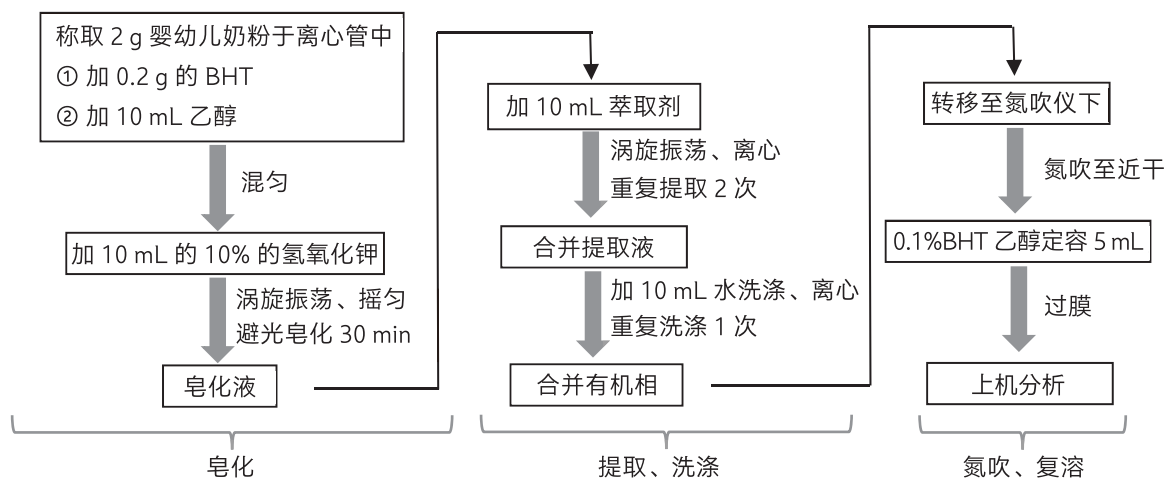 称取 2 g 婴幼儿奶粉于离心管中
① 加 0.2 g 的 BHT
② 加 10 mL 乙醇
混匀
加 10 mL 的 10% 的氢氧化钾
涡旋振荡、摇匀
避光皂化 30 min
皂化液
皂化
加 10 mL 萃取剂
涡旋振荡、离心
重复提取 2 次
合并提取液
加 10 mL 水洗涤、离心
重复洗涤 1 次
合并有机相
提取、洗涤
转移至氮吹仪下
氮吹至近干
0.1%BHT 乙醇定容 5 mL
过膜
上机分析
氮吹、复溶